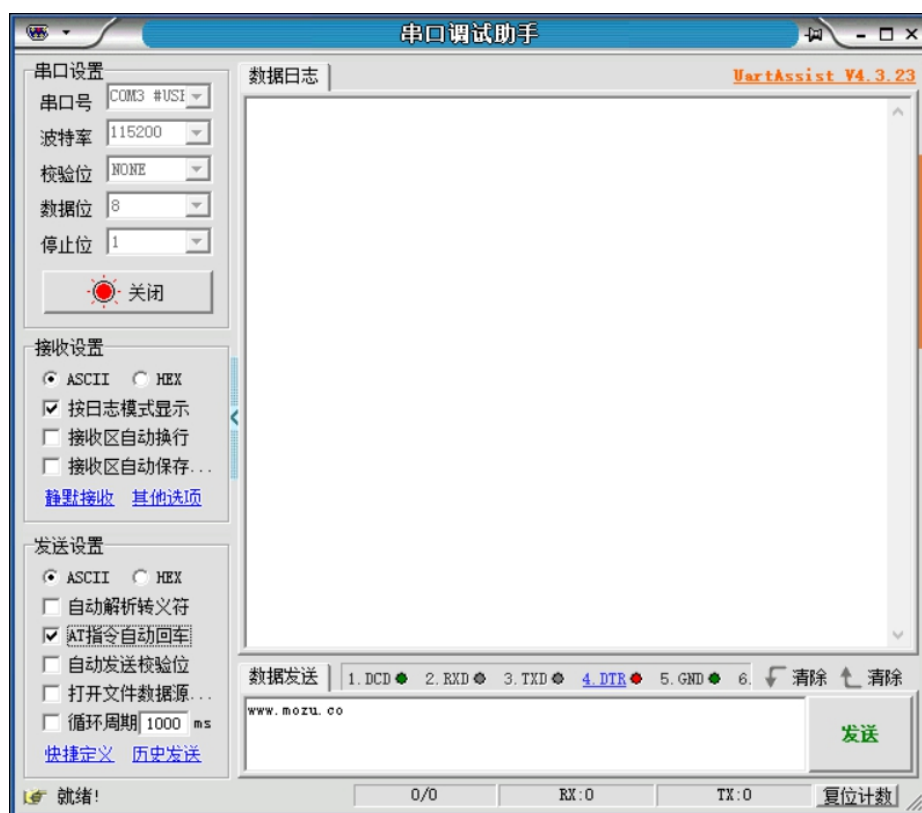 串口调试助手
串口设置
串口号 COM3 #USE
波特率 115200
校验位 NONE
数据位 8
停止位 1
关闭
接收设置
ASCII HEX
按日志模式显示
接收区自动换行
接收区自动保存...
静默接收 其他选项
发送设置
ASCII HEX
自动解析转义符
AT指令自动回车
自动发送校验位
打开文件数据源...
循环周期 1000 ms
快捷定义 历史发送
数据日志 UartAssist V4.3.23
数据发送 1. DCD 2. RXD 3. TXD 4. DTR 5. GND 6. 清除 清除
www.mozu.co
发送
就绪! 0/0 RX:0 TX:0 复位计数